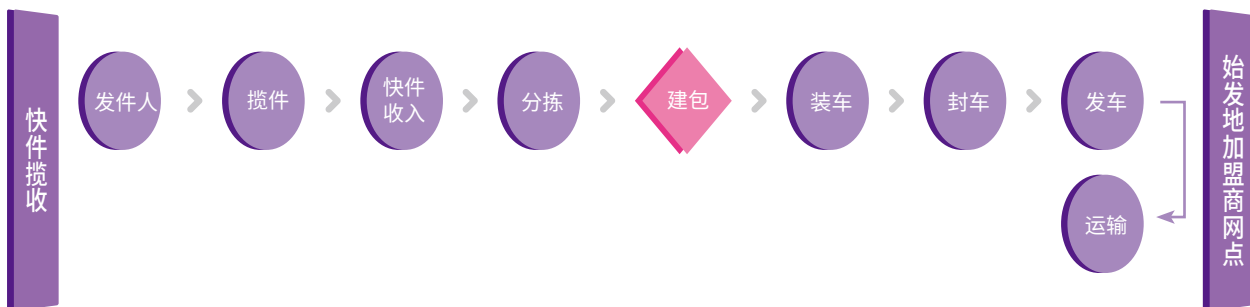 快件揽收
发件人
揽件
快件
收入
分拣
建包
装车
封车
发车
运输
始发地加盟商网点